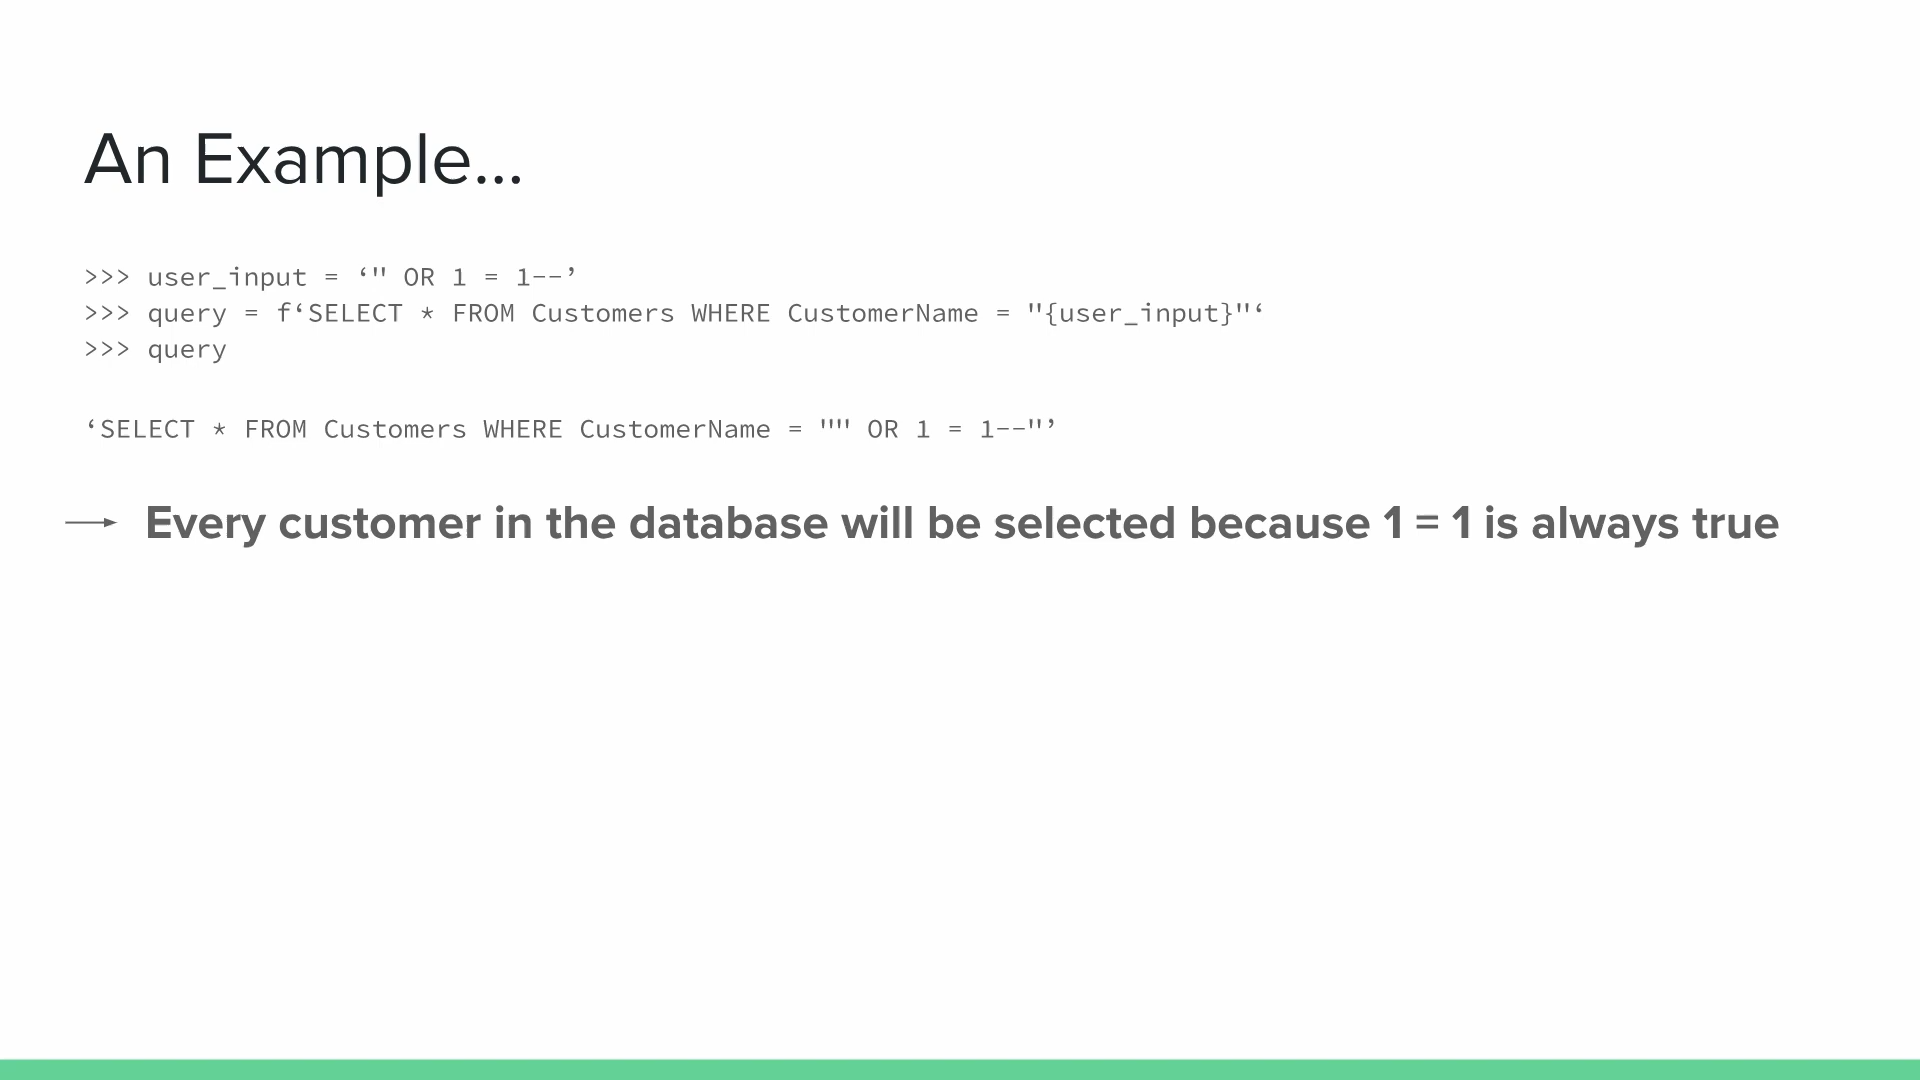 An Example...
>>> user_input = ‘" OR 1 = 1--’
>>> query = f‘SELECT * FROM Customers WHERE CustomerName = "{user_input}"‘
>>> query
‘SELECT * FROM Customers WHERE CustomerName = "" OR 1 = 1--"’
Every customer in the database will be selected because 1 = 1 is always true